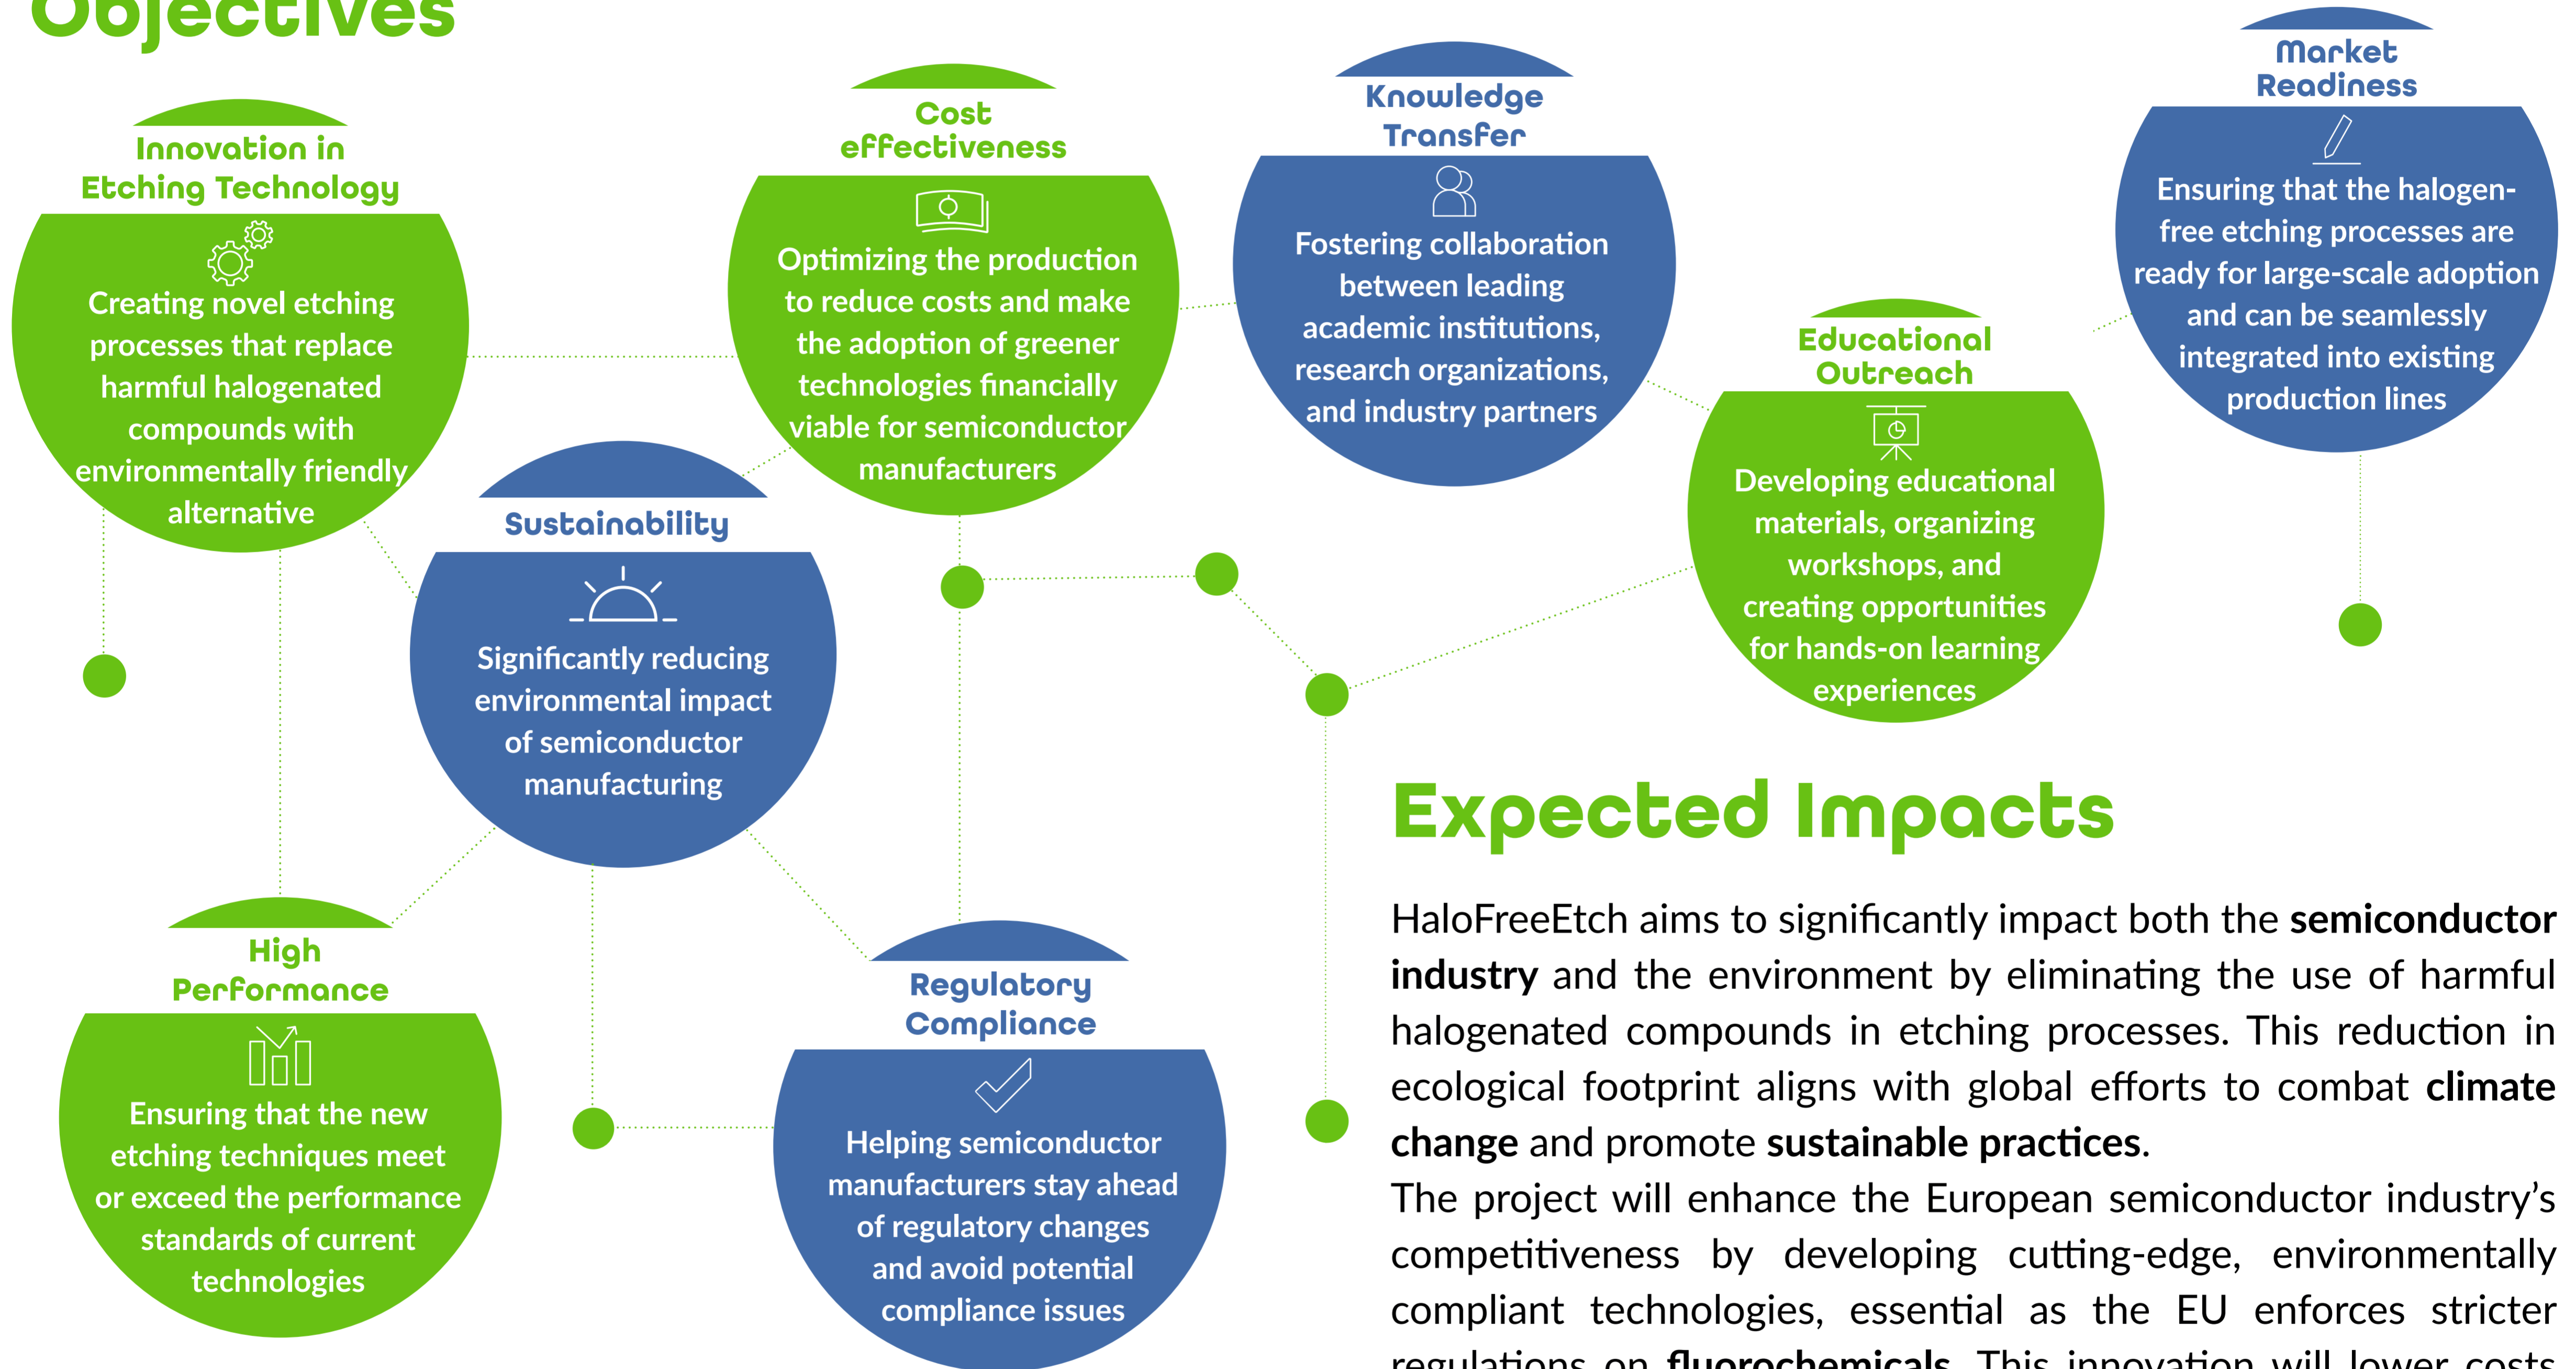 Objectives
Innovation in
Etching Technology
Creating novel etching
processes that replace
harmful halogenated
compounds with
environmentally friendly
alternative
Cost
effectiveness
Optimizing the production
to reduce costs and make
the adoption of greener
technologies financially
viable for semiconductor
manufacturers
Knowledge
Transfer
Fostering collaboration
between leading
academic institutions,
research organizations,
and industry partners
Market
Readiness
Ensuring that the halogen-
free etching processes are
ready for large-scale adoption
and can be seamlessly
integrated into existing
production lines
Educational
Outreach
Developing educational
materials, organizing
workshops, and
creating opportunities
for hands-on learning
experiences
Sustainability
Significantly reducing
environmental impact
of semiconductor
manufacturing
High
Performance
Ensuring that the new
etching techniques meet
or exceed the performance
standards of current
technologies
Regulatory
Compliance
Helping semiconductor
manufacturers stay ahead
of regulatory changes
and avoid potential
compliance issues
Expected Impacts
HaloFreeEtch aims to significantly impact both the semiconductor
industry and the environment by eliminating the use of harmful
halogenated compounds in etching processes. This reduction in
ecological footprint aligns with global efforts to combat climate
change and promote sustainable practices.
The project will enhance the European semiconductor industry's
competitiveness by developing cutting-edge, environmentally
compliant technologies, essential as the EU enforces stricter
regulations on fluorochemicals. This innovation will lower costs